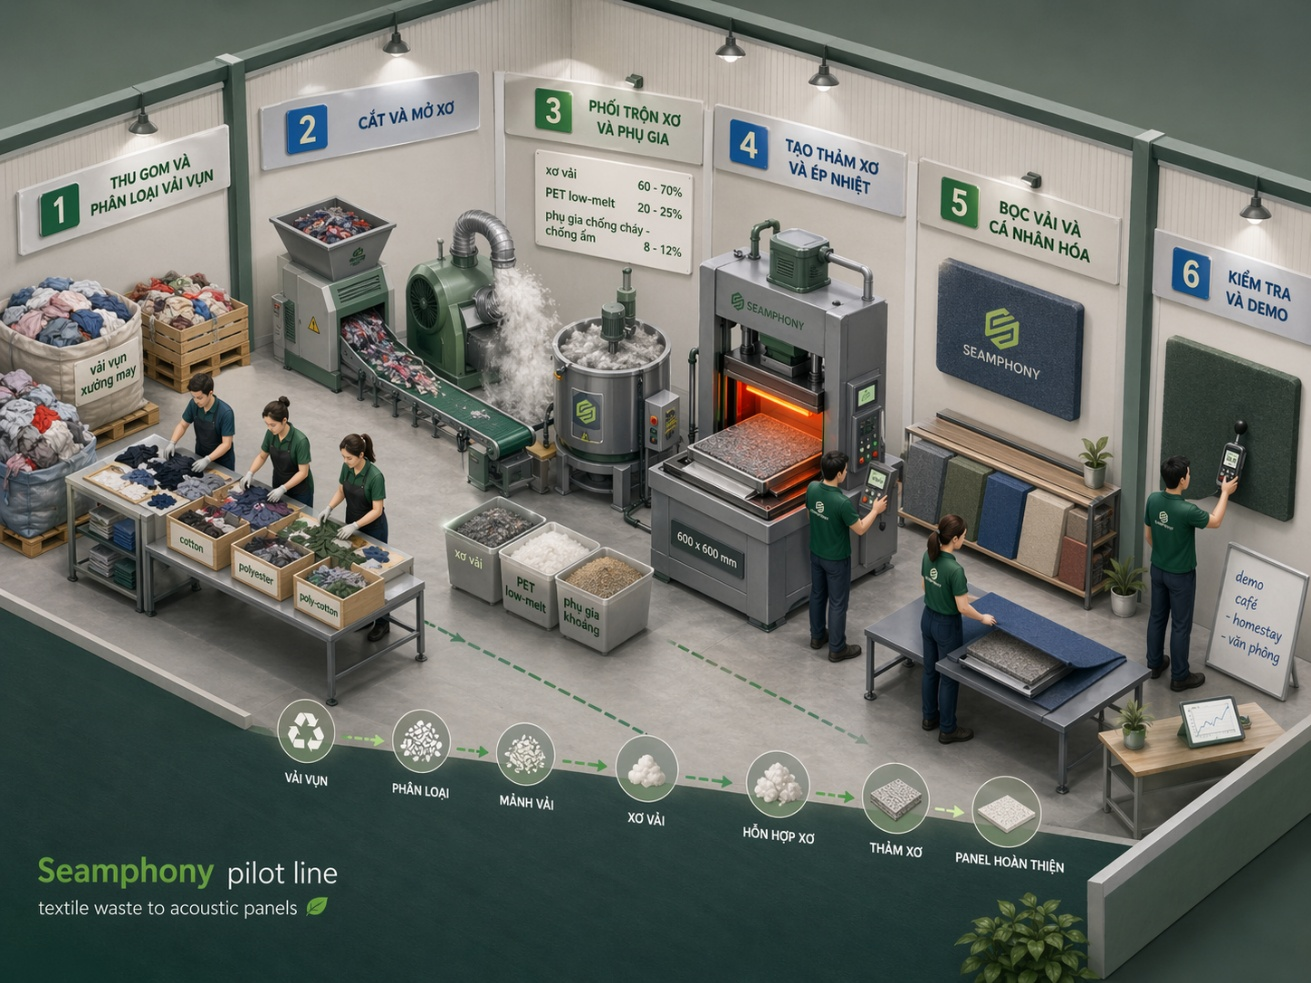 1
THU GOM VÀ
PHÂN LOẠI VẢI VỤN
2
CẮT VÀ MỞ XƠ
3
PHỐI TRỘN XƠ
VÀ PHỤ GIA
xơ vải 60 - 70%
PET low-melt 20 - 25%
phụ gia chống cháy -
chống ẩm 8 - 12%
4
TẠO THẢM XƠ
VÀ ÉP NHIỆT
5
BỌC VẢI VÀ
CÁ NHÂN HÓA
6
KIỂM TRA
VÀ DEMO
vải vụn
xưởng may
SEAMPHONY
SEAMPHONY
cotton
polyester
poly-cotton
xơ vải
PET
low-melt
phụ gia
khoáng
600 x 600 mm
demo
café
- homestay
- văn phòng
VẢI VỤN
PHÂN LOẠI
MẢNH VẢI
XƠ VẢI
HỖN HỢP XƠ
THẢM XƠ
PANEL HOÀN THIỆN
Seamphony pilot line
textile waste to acoustic panels